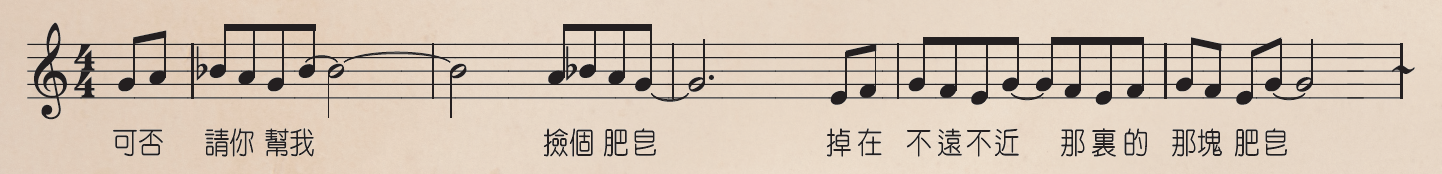 可否 請你 幫我 撿個 肥皂 掉在 不遠不近 那裏的 那塊 肥皂